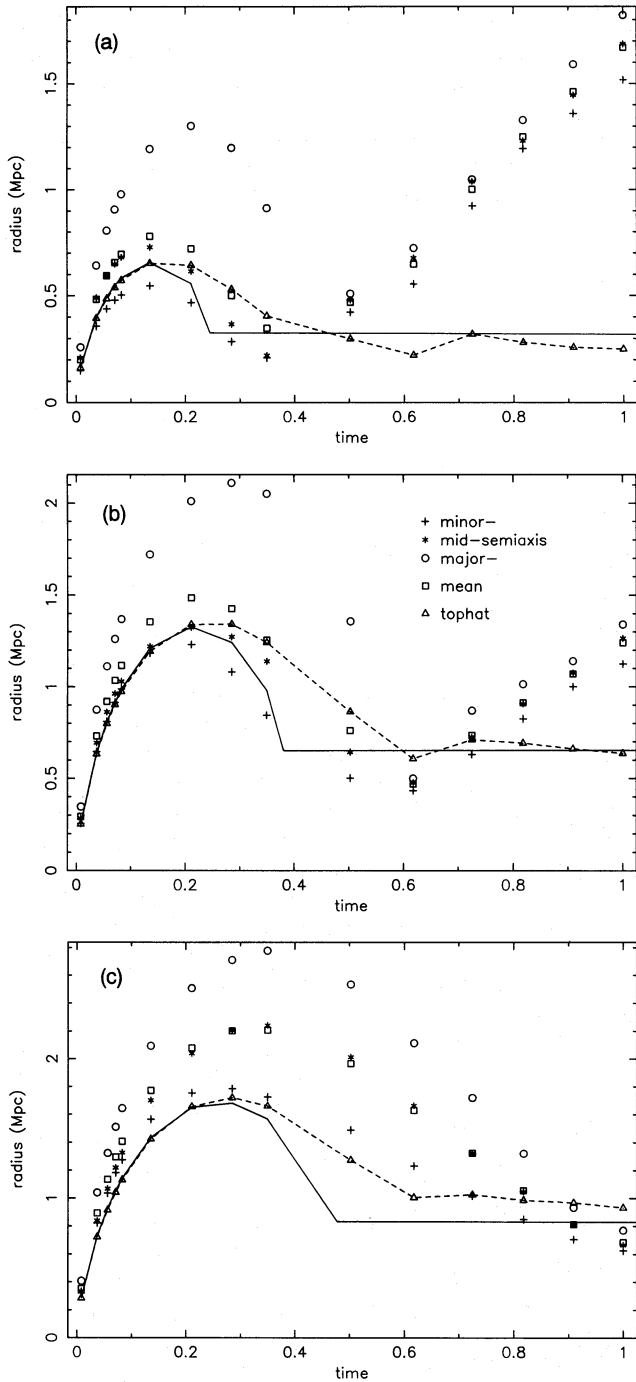 (a)
radius (Mpc)
1.5
1
0.5
0
0 0.2 0.4 0.6 0.8 1
time
(b)
+ minor-
* mid-semiaxis
○ major-
□ mean
△ tophat
radius (Mpc)
2
1.5
1
0.5
0
0 0.2 0.4 0.6 0.8 1
time
(c)
radius (Mpc)
2
1
0
0 0.2 0.4 0.6 0.8 1
time